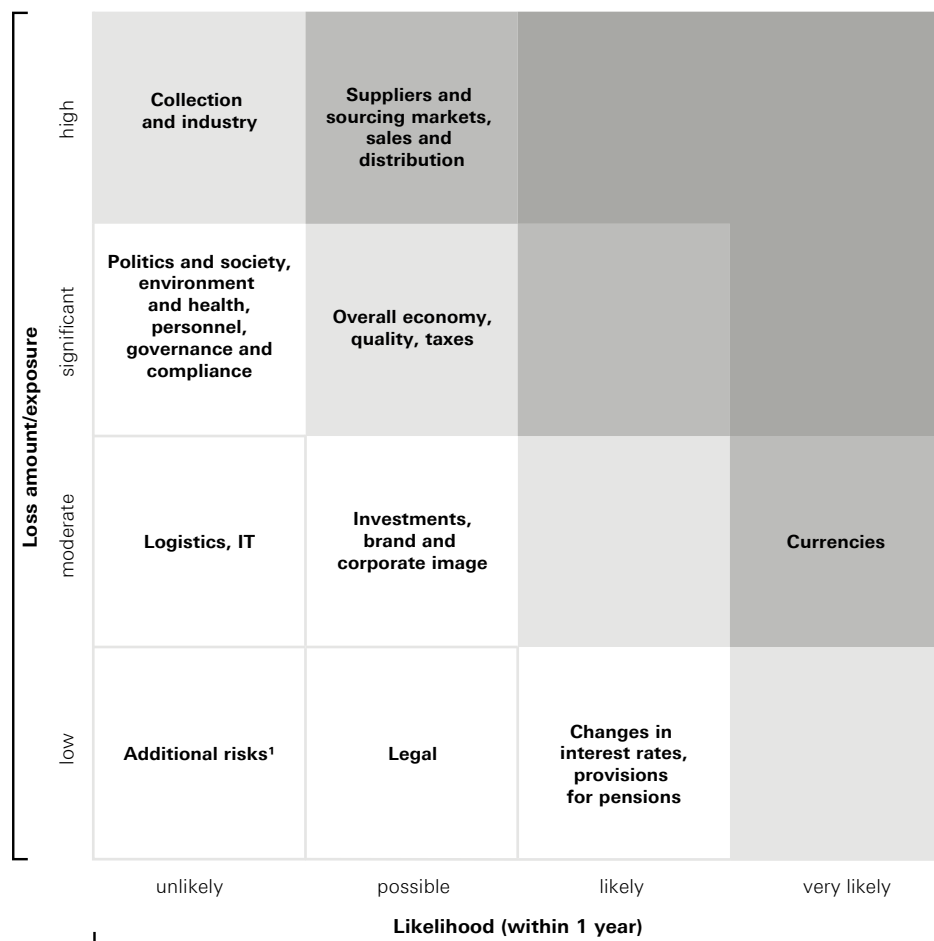 Loss amount/exposure
high
Collection
and industry
Suppliers and
sourcing markets,
sales and
distribution
significant
Politics and society,
environment
and health,
personnel,
governance and
compliance
Overall economy,
quality, taxes
moderate
Logistics, IT
Investments,
brand and
corporate image
Currencies
low
Additional risks¹
Legal
Changes in
interest rates,
provisions
for pensions
unlikely
possible
likely
very likely
Likelihood (within 1 year)